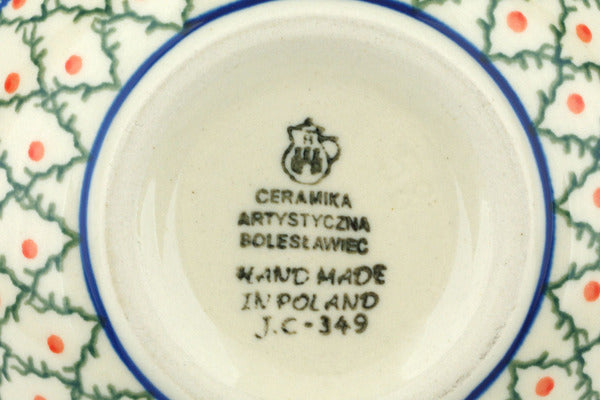 CERAMIKA
ARTYSTYCZNA
BOLESŁAWIEC
HAND MADE
IN POLAND
J.C-349